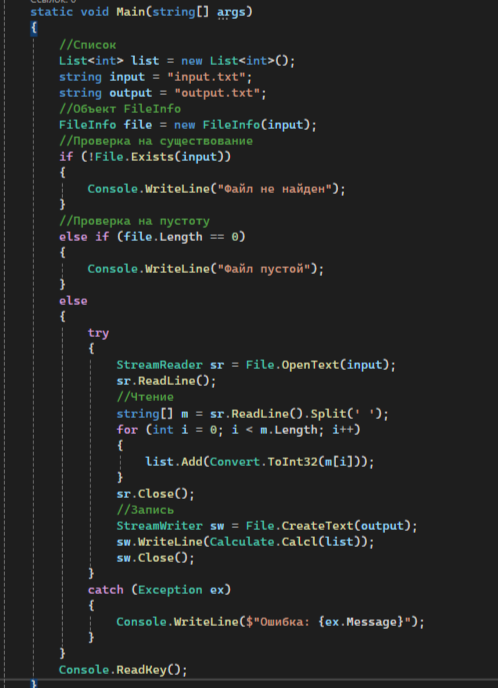 static void Main(string[] args)
{
//Список
List<int> list = new List<int>();
string input = "input.txt";
string output = "output.txt";
//Объект FileInfo
FileInfo file = new FileInfo(input);
//Проверка на существование
if (!File.Exists(input))
{
Console.WriteLine("Файл не найден");
}
//Проверка на пустоту
else if (file.Length == 0)
{
Console.WriteLine("Файл пустой");
}
else
{
try
{
StreamReader sr = File.OpenText(input);
sr.ReadLine();
//Чтение
string[] m = sr.ReadLine().Split(' ');
for (int i = 0; i < m.Length; i++)
{
list.Add(Convert.ToInt32(m[i]));
}
sr.Close();
//Запись
StreamWriter sw = File.CreateText(output);
sw.WriteLine(Calculate.Calcl(list));
sw.Close();
}
catch (Exception ex)
{
Console.WriteLine($"Ошибка: {ex.Message}");
}
}
Console.ReadKey();
}